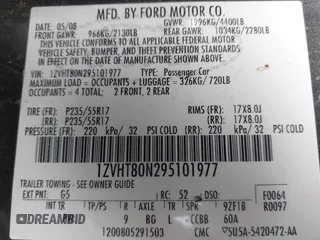 MFD. BY FORD MOTOR CO.
DATE: 05/08 GVWR: 1996KG/4400LB
FRONT GAWR: 966KG/2130LB REAR GAWR: 1034KG/2280LB
THIS VEHICLE CONFORMS TO ALL APPLICABLE FEDERAL MOTOR
VEHICLE SAFETY, BUMPER, AND THEFT PREVENTION STANDARDS IN
EFFECT ON THE DATE OF MANUFACTURE SHOWN ABOVE.
VIN: 1ZVHT80N295101977 TYPE: Passenger Car
MAXIMUM LOAD = OCCUPANTS + LUGGAGE = 326KG/720LB
OCCUPANTS = 4 TOTAL: 2 FRONT, 2 REAR
TIRE (FR): P235/55R17 RIMS (FR): 17X8.0J
(RR): P235/55R17 (RR): 17X8.0J
PRESSURE (FR): 220 kPa/ 32 PSI COLD (RR): 220 kPa/ 32 PSI COLD
1ZVHT80N295101977
TRAILER TOWING - SEE OWNER GUIDE
EXT PNT: G5 RC: 52 DSO: F0064
INT TR TP/PS R AXLE TR SPR 9ZF1B R0097
9 BG L CCBB 60A
1200805291503 CMC SU5A-5420472-AA
DREAMBID